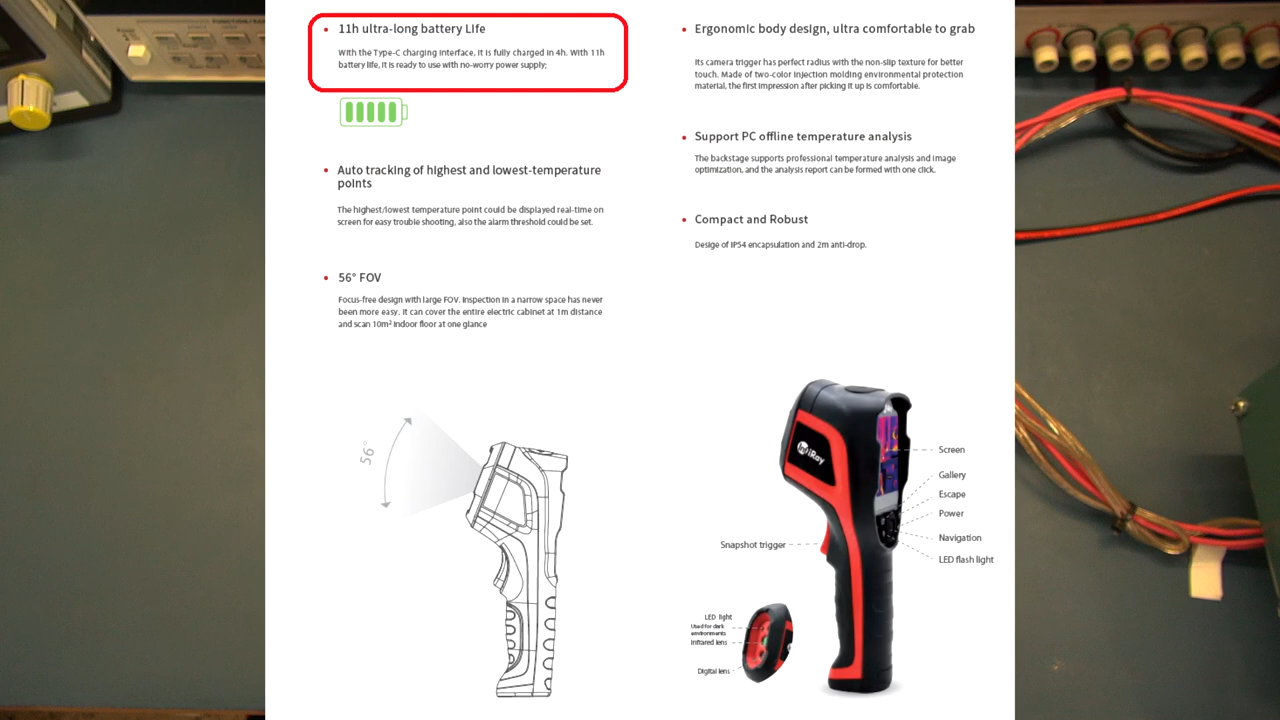 11h ultra-long battery Life
With the Type-C charging interface, it is fully charged in 4h. With 11h
battery life, it is ready to use with no-worry power supply;
Auto tracking of highest and lowest-temperature
points
The highest/lowest temperature point could be displayed real-time on
screen for easy trouble shooting, also the alarm threshold could be set.
56° FOV
Focus-free design with large FOV. Inspection in a narrow space has never
been more easy. It can cover the entire electric cabinet at 1m distance
and scan 10m² indoor floor at one glance
56°
Ergonomic body design, ultra comfortable to grab
Its camera trigger has perfect radius with the non-slip texture for better
touch. Made of two-color injection molding environmental protection
material, the first impression after picking it up is comfortable.
Support PC offline temperature analysis
The backstage supports professional temperature analysis and image
optimization, and the analysis report can be formed with one click.
Compact and Robust
Desige of IP54 encapsulation and 2m anti-drop.
iRay
Screen
Gallery
Escape
Power
Navigation
LED flash light
Snapshot trigger
LED light
Used for dark
environments
Infrared lens
Digital lens